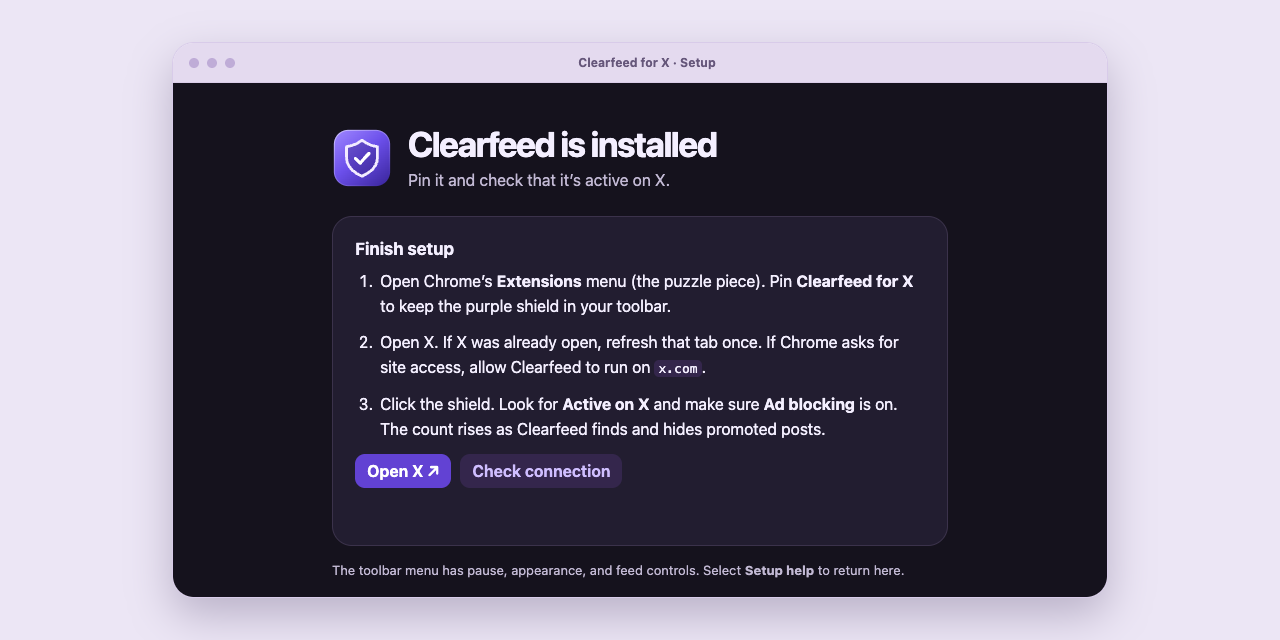 Clearfeed for X · Setup
Clearfeed is installed
Pin it and check that it’s active on X.
Finish setup
1. Open Chrome’s Extensions menu (the puzzle piece). Pin Clearfeed for X
to keep the purple shield in your toolbar.
2. Open X. If X was already open, refresh that tab once. If Chrome asks for
site access, allow Clearfeed to run on x.com.
3. Click the shield. Look for Active on X and make sure Ad blocking is on.
The count rises as Clearfeed finds and hides promoted posts.
Open X ↗ Check connection
The toolbar menu has pause, appearance, and feed controls. Select Setup help to return here.